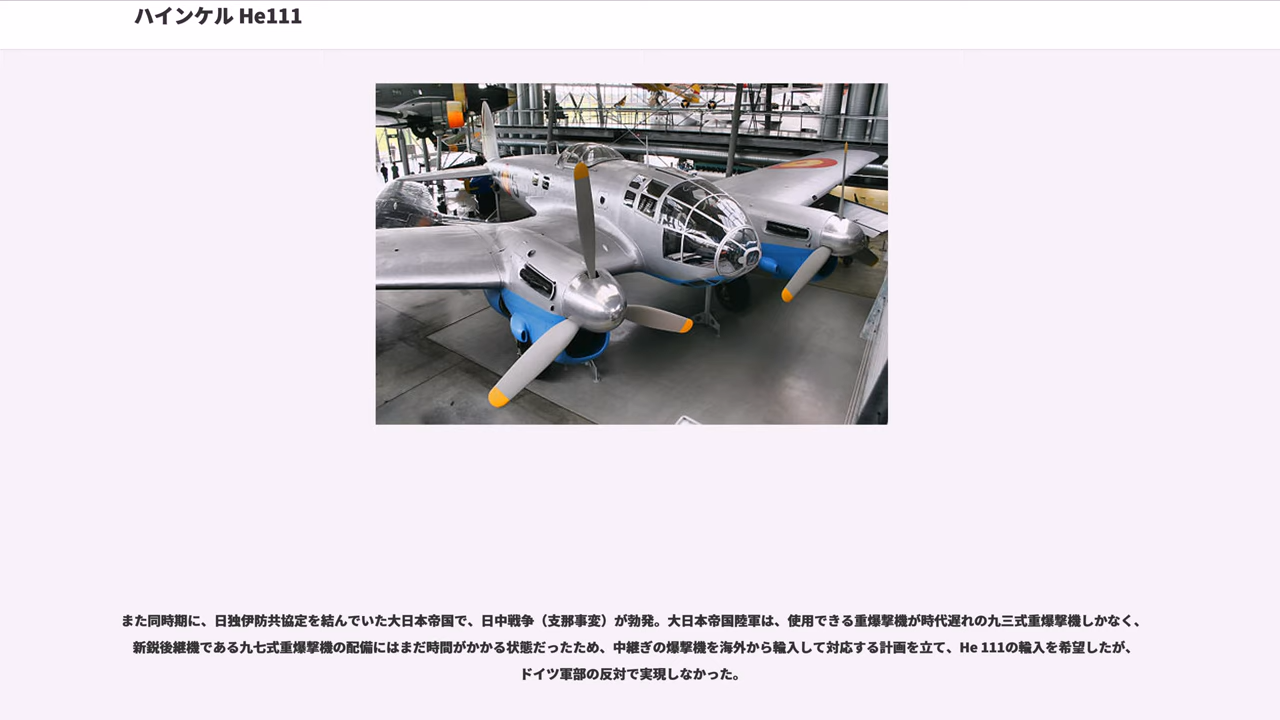 ハインケル He111
また同時期に、日独伊防共協定を結んでいた大日本帝国で、日中戦争（支那事変）が勃発。大日本帝国陸軍は、使用できる重爆撃機が時代遅れの九三式重爆撃機しかなく、
新鋭後継機である九七式重爆撃機の配備にはまだ時間がかかる状態だったため、中継ぎの爆撃機を海外から輸入して対応する計画を立て、He 111の輸入を希望したが、
ドイツ軍部の反対で実現しなかった。